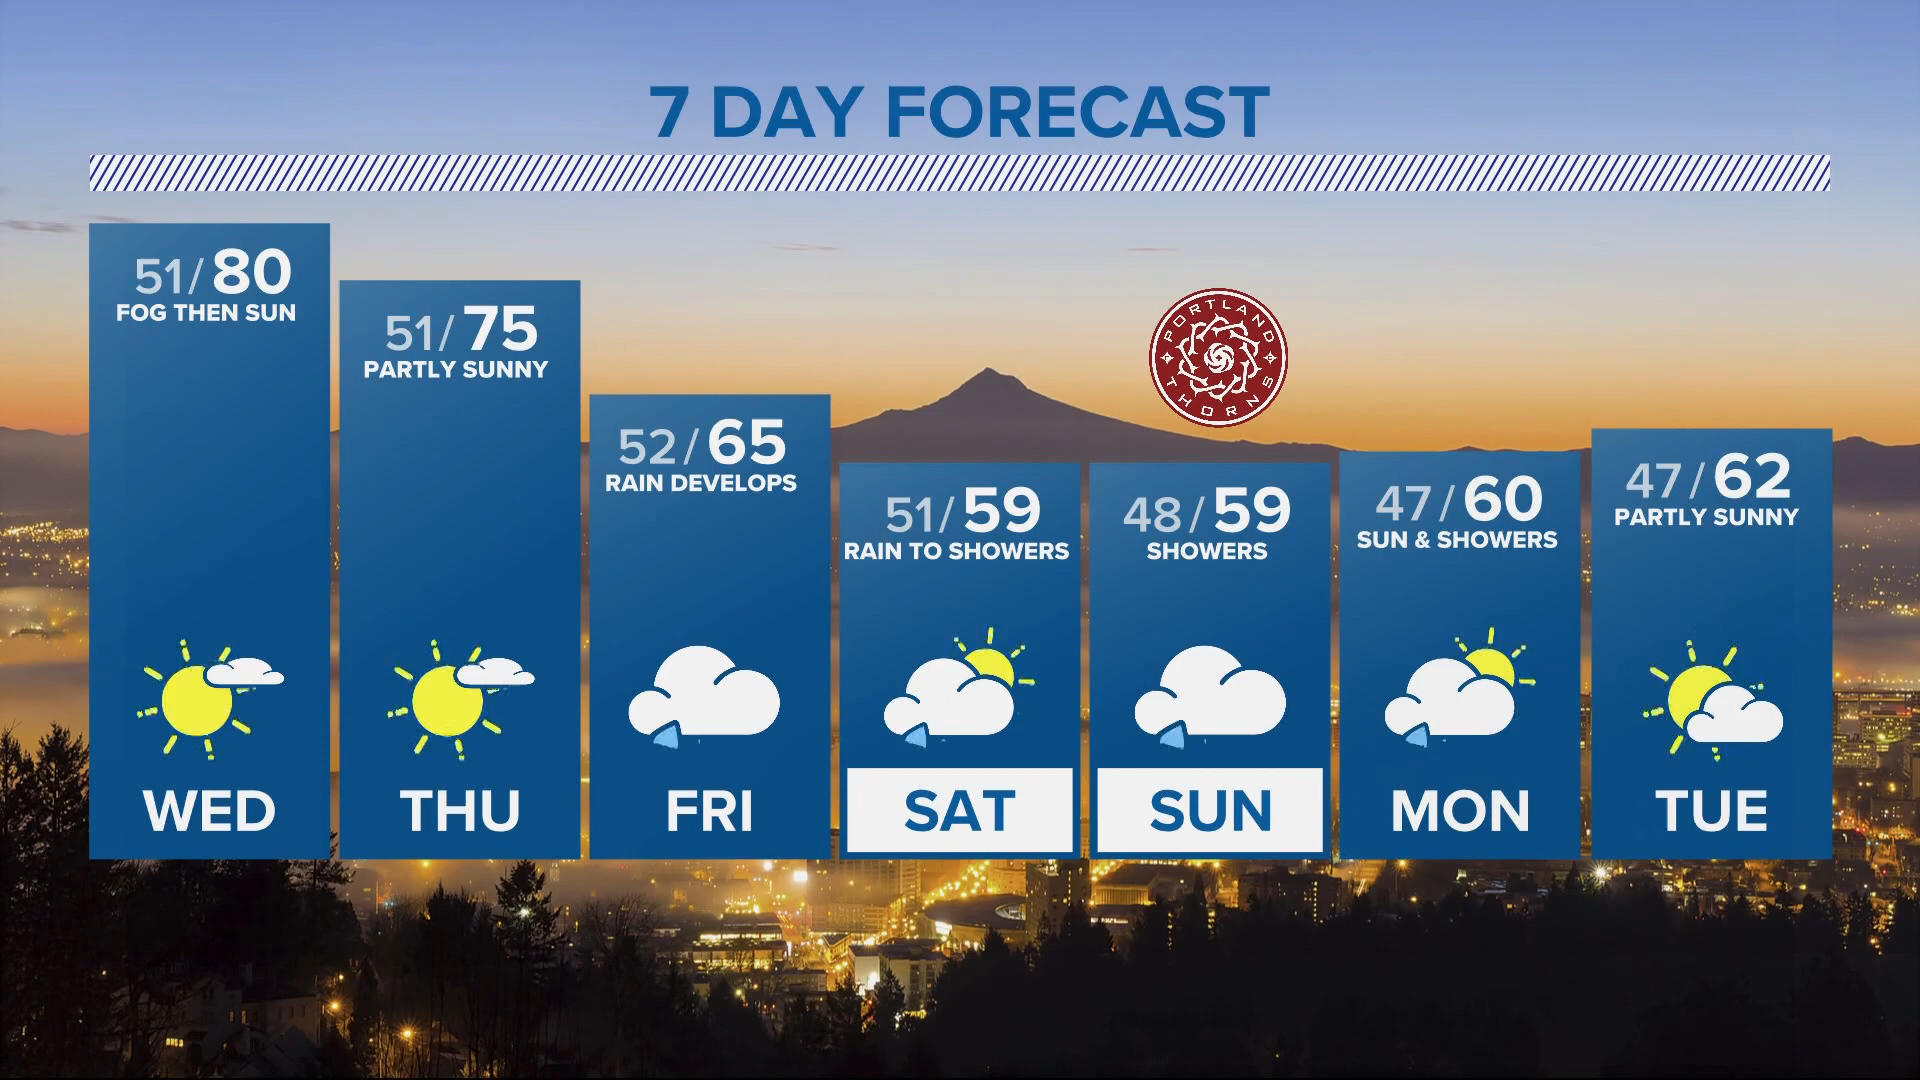 7 DAY FORECAST
51/80
FOG THEN SUN
WED
51/75
PARTLY SUNNY
THU
52/65
RAIN DEVELOPS
FRI
51/59
RAIN TO SHOWERS
SAT
PORTLAND
THORNS
48/59
SHOWERS
SUN
47/60
SUN & SHOWERS
MON
47/62
PARTLY SUNNY
TUE